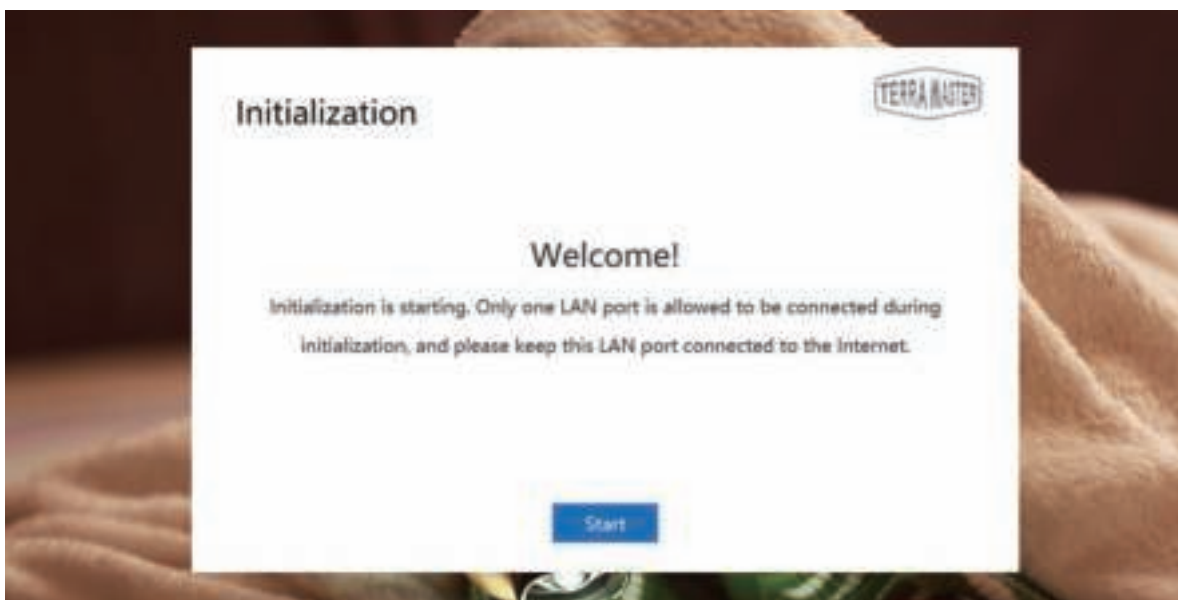 Initialization
TERRAMASTER
Welcome!
Initialization is starting. Only one LAN port is allowed to be connected during
initialization, and please keep this LAN port connected to the Internet.
Start